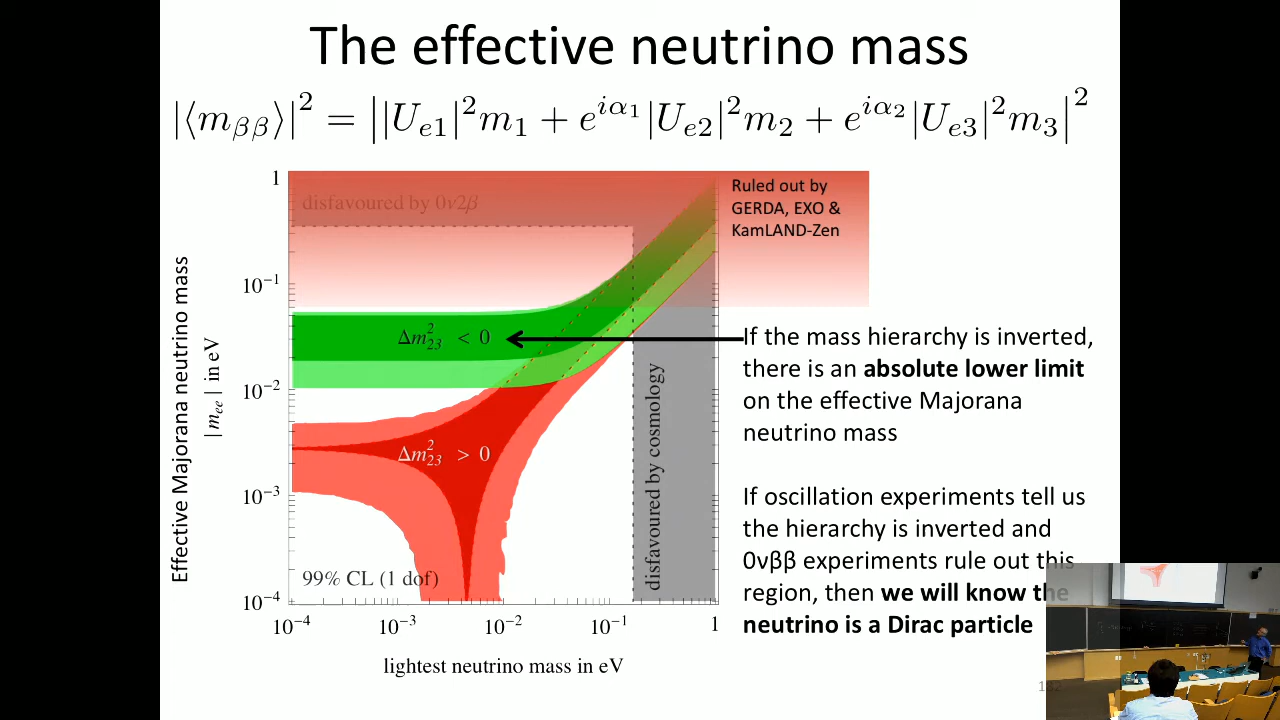 The effective neutrino mass
|⟨m_ββ⟩|² = ||U_e1|²m_1 + e^{iα_1}|U_e2|²m_2 + e^{iα_2}|U_e3|²m_3|²
disfavoured by 0ν2β
Ruled out by
GERDA, EXO &
KamLAND-Zen
1
10⁻¹
10⁻²
10⁻³
10⁻⁴
Effective Majorana neutrino mass
|m_ee| in eV
Δm²_23 < 0
Δm²_23 > 0
disfavoured by cosmology
99% CL (1 dof)
10⁻⁴ 10⁻³ 10⁻² 10⁻¹ 1
lightest neutrino mass in eV
If the mass hierarchy is inverted,
there is an absolute lower limit
on the effective Majorana
neutrino mass
If oscillation experiments tell us
the hierarchy is inverted and
0νββ experiments rule out this
region, then we will know the
neutrino is a Dirac particle